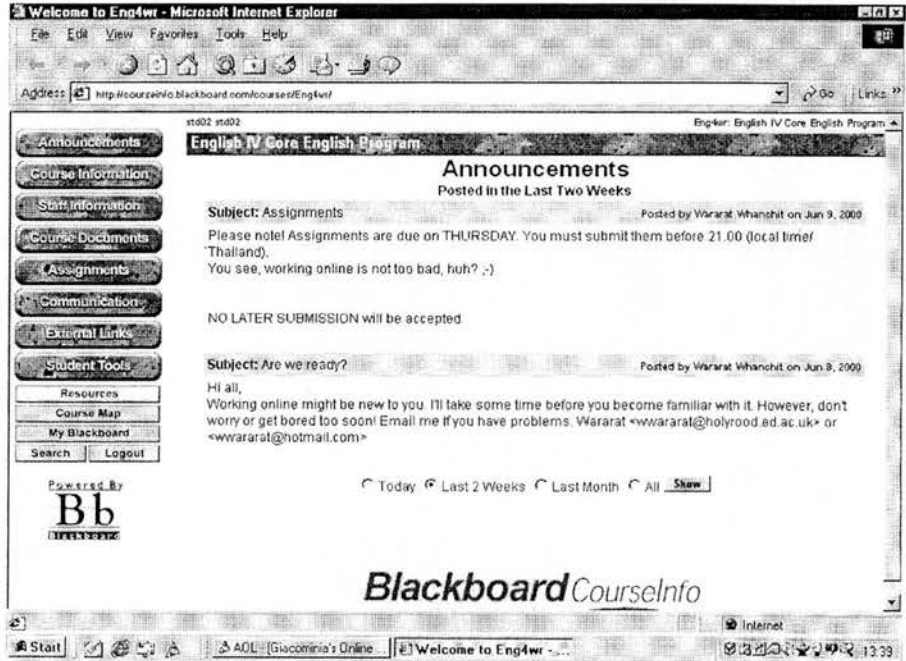 Welcome to Eng4wr - Microsoft Internet Explorer
File Edit View Favorites Tools Help
Address http://courseinfo.blackboard.com/courses/Eng4wr/ Go Links »
std02 std02 Eng4wr: English IV Core English Program
English IV Core English Program
Announcements
Course Information
Staff Information
Course Documents
Assignments
Communication
External Links
Student Tools
Resources
Course Map
My Blackboard
Search Logout
Powered By
Bb
Blackboard
Announcements
Posted in the Last Two Weeks
Subject: Assignments Posted by Wararat Whanchit on Jun 9, 2000
Please note! Assignments are due on THURSDAY. You must submit them before 21.00 (local time/
Thailand).
You see, working online is not too bad, huh? ;-)
NO LATER SUBMISSION will be accepted.
Subject: Are we ready? Posted by Wararat Whanchit on Jun 8, 2000
Hi all,
Working online might be new to you. I'll take some time before you become familiar with it. However, don't
worry or get bored too soon! Email me if you have problems. Wararat <wwararat@holyrood.ed.ac.uk> or
<wwararat@hotmail.com>
Today Last 2 Weeks Last Month All Show
Blackboard CourseInfo
Internet
Start AOL - [Giacominia's Online ... Welcome to Eng4wr - ... 13:39